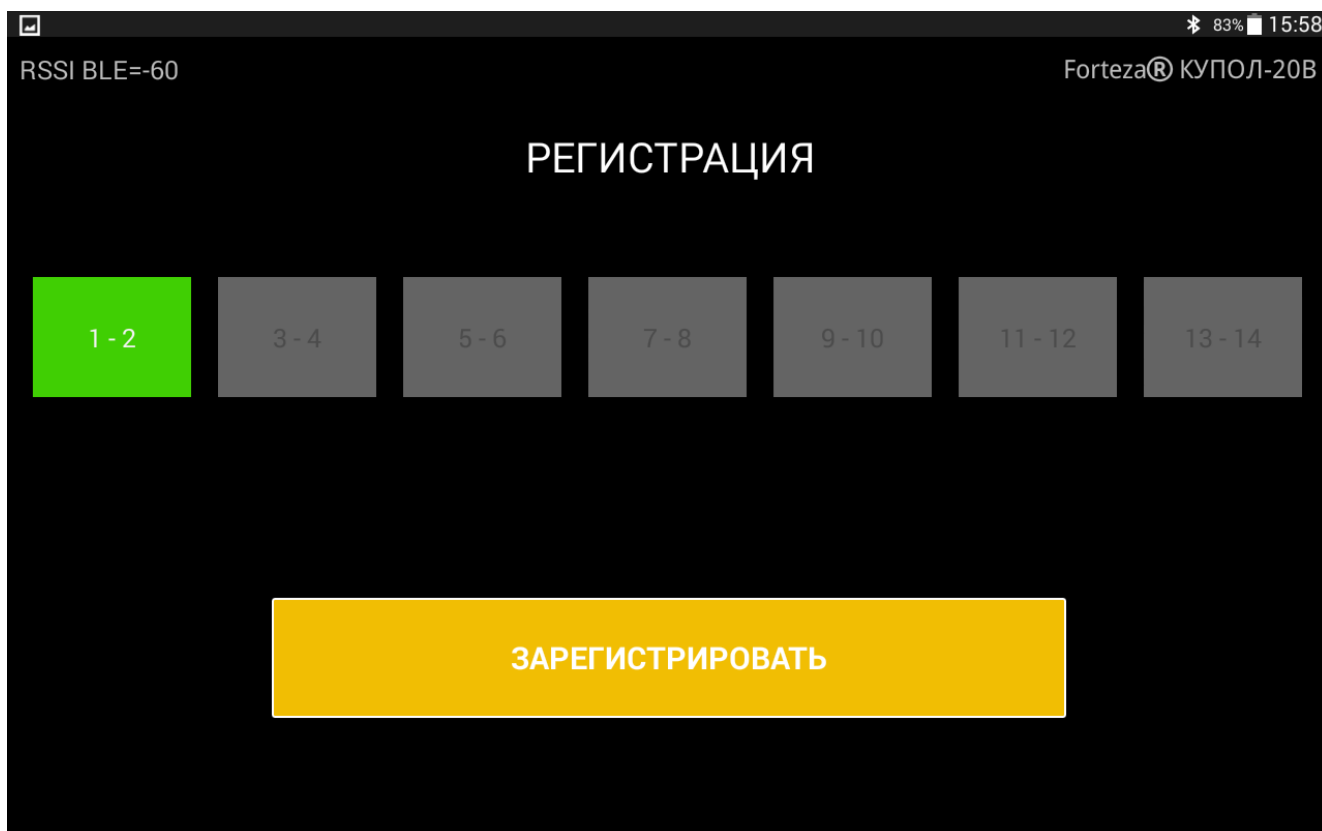 83% 15:58
RSSI BLE=-60 Forteza® КУПОЛ-20В
РЕГИСТРАЦИЯ
1 - 2 3 - 4 5 - 6 7 - 8 9 - 10 11 - 12 13 - 14
ЗАРЕГИСТРИРОВАТЬ